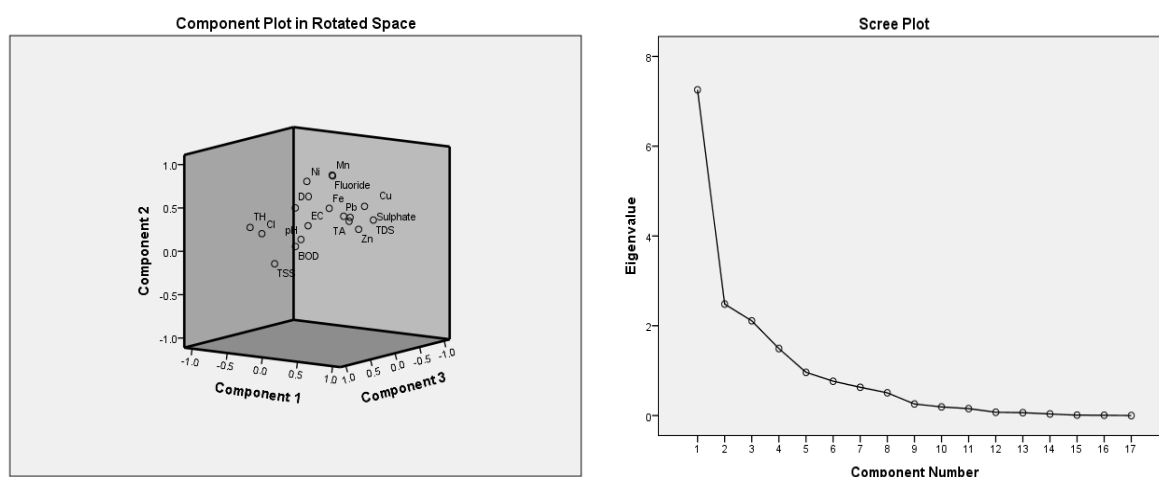 Component Plot in Rotated Space
Component 2
1.0
0.5
0.0
-0.5
-1.0
Ni
Mn
Fluoride
DO
Fe
Cu
TH
Cl
EC
Pb
Sulphate
pH
TA
TDS
Zn
BOD
TSS
-1.0
-0.5
0.0
0.5
1.0
Component 1
1.0
0.5
0.0
-0.5
-1.0
Component 3
Scree Plot
Eigenvalue
8
6
4
2
0
1 2 3 4 5 6 7 8 9 10 11 12 13 14 15 16 17
Component Number